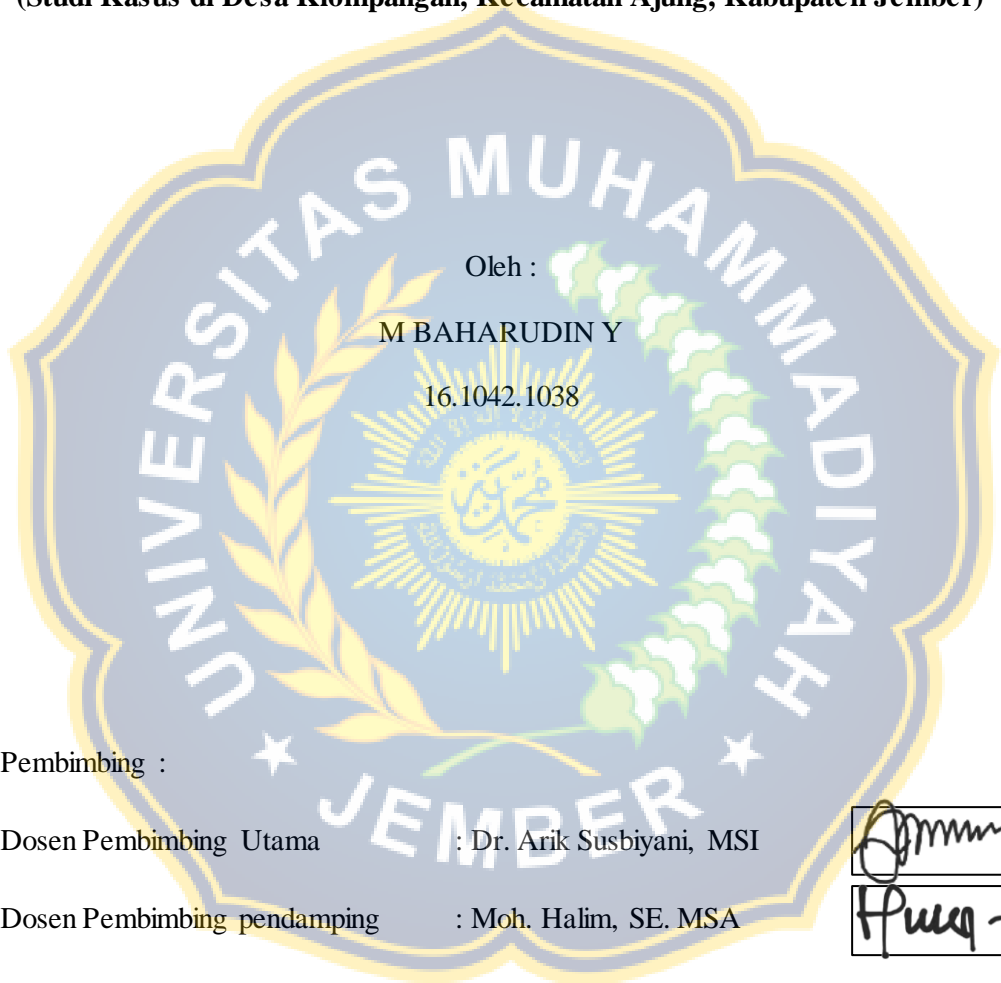 (Studi Kasus di Desa Klompangan, Kecamatan Ajung, Kabupaten Jember)
UNIVERSITAS MUHAMMADIYAH
Oleh :
M BAHARUDIN Y
16.1042.1038
محمد
JEMBER
Pembimbing :
Dosen Pembimbing Utama : Dr. Arik Susbiyani, MSI
Dosen Pembimbing pendamping : Moh. Halim, SE. MSA